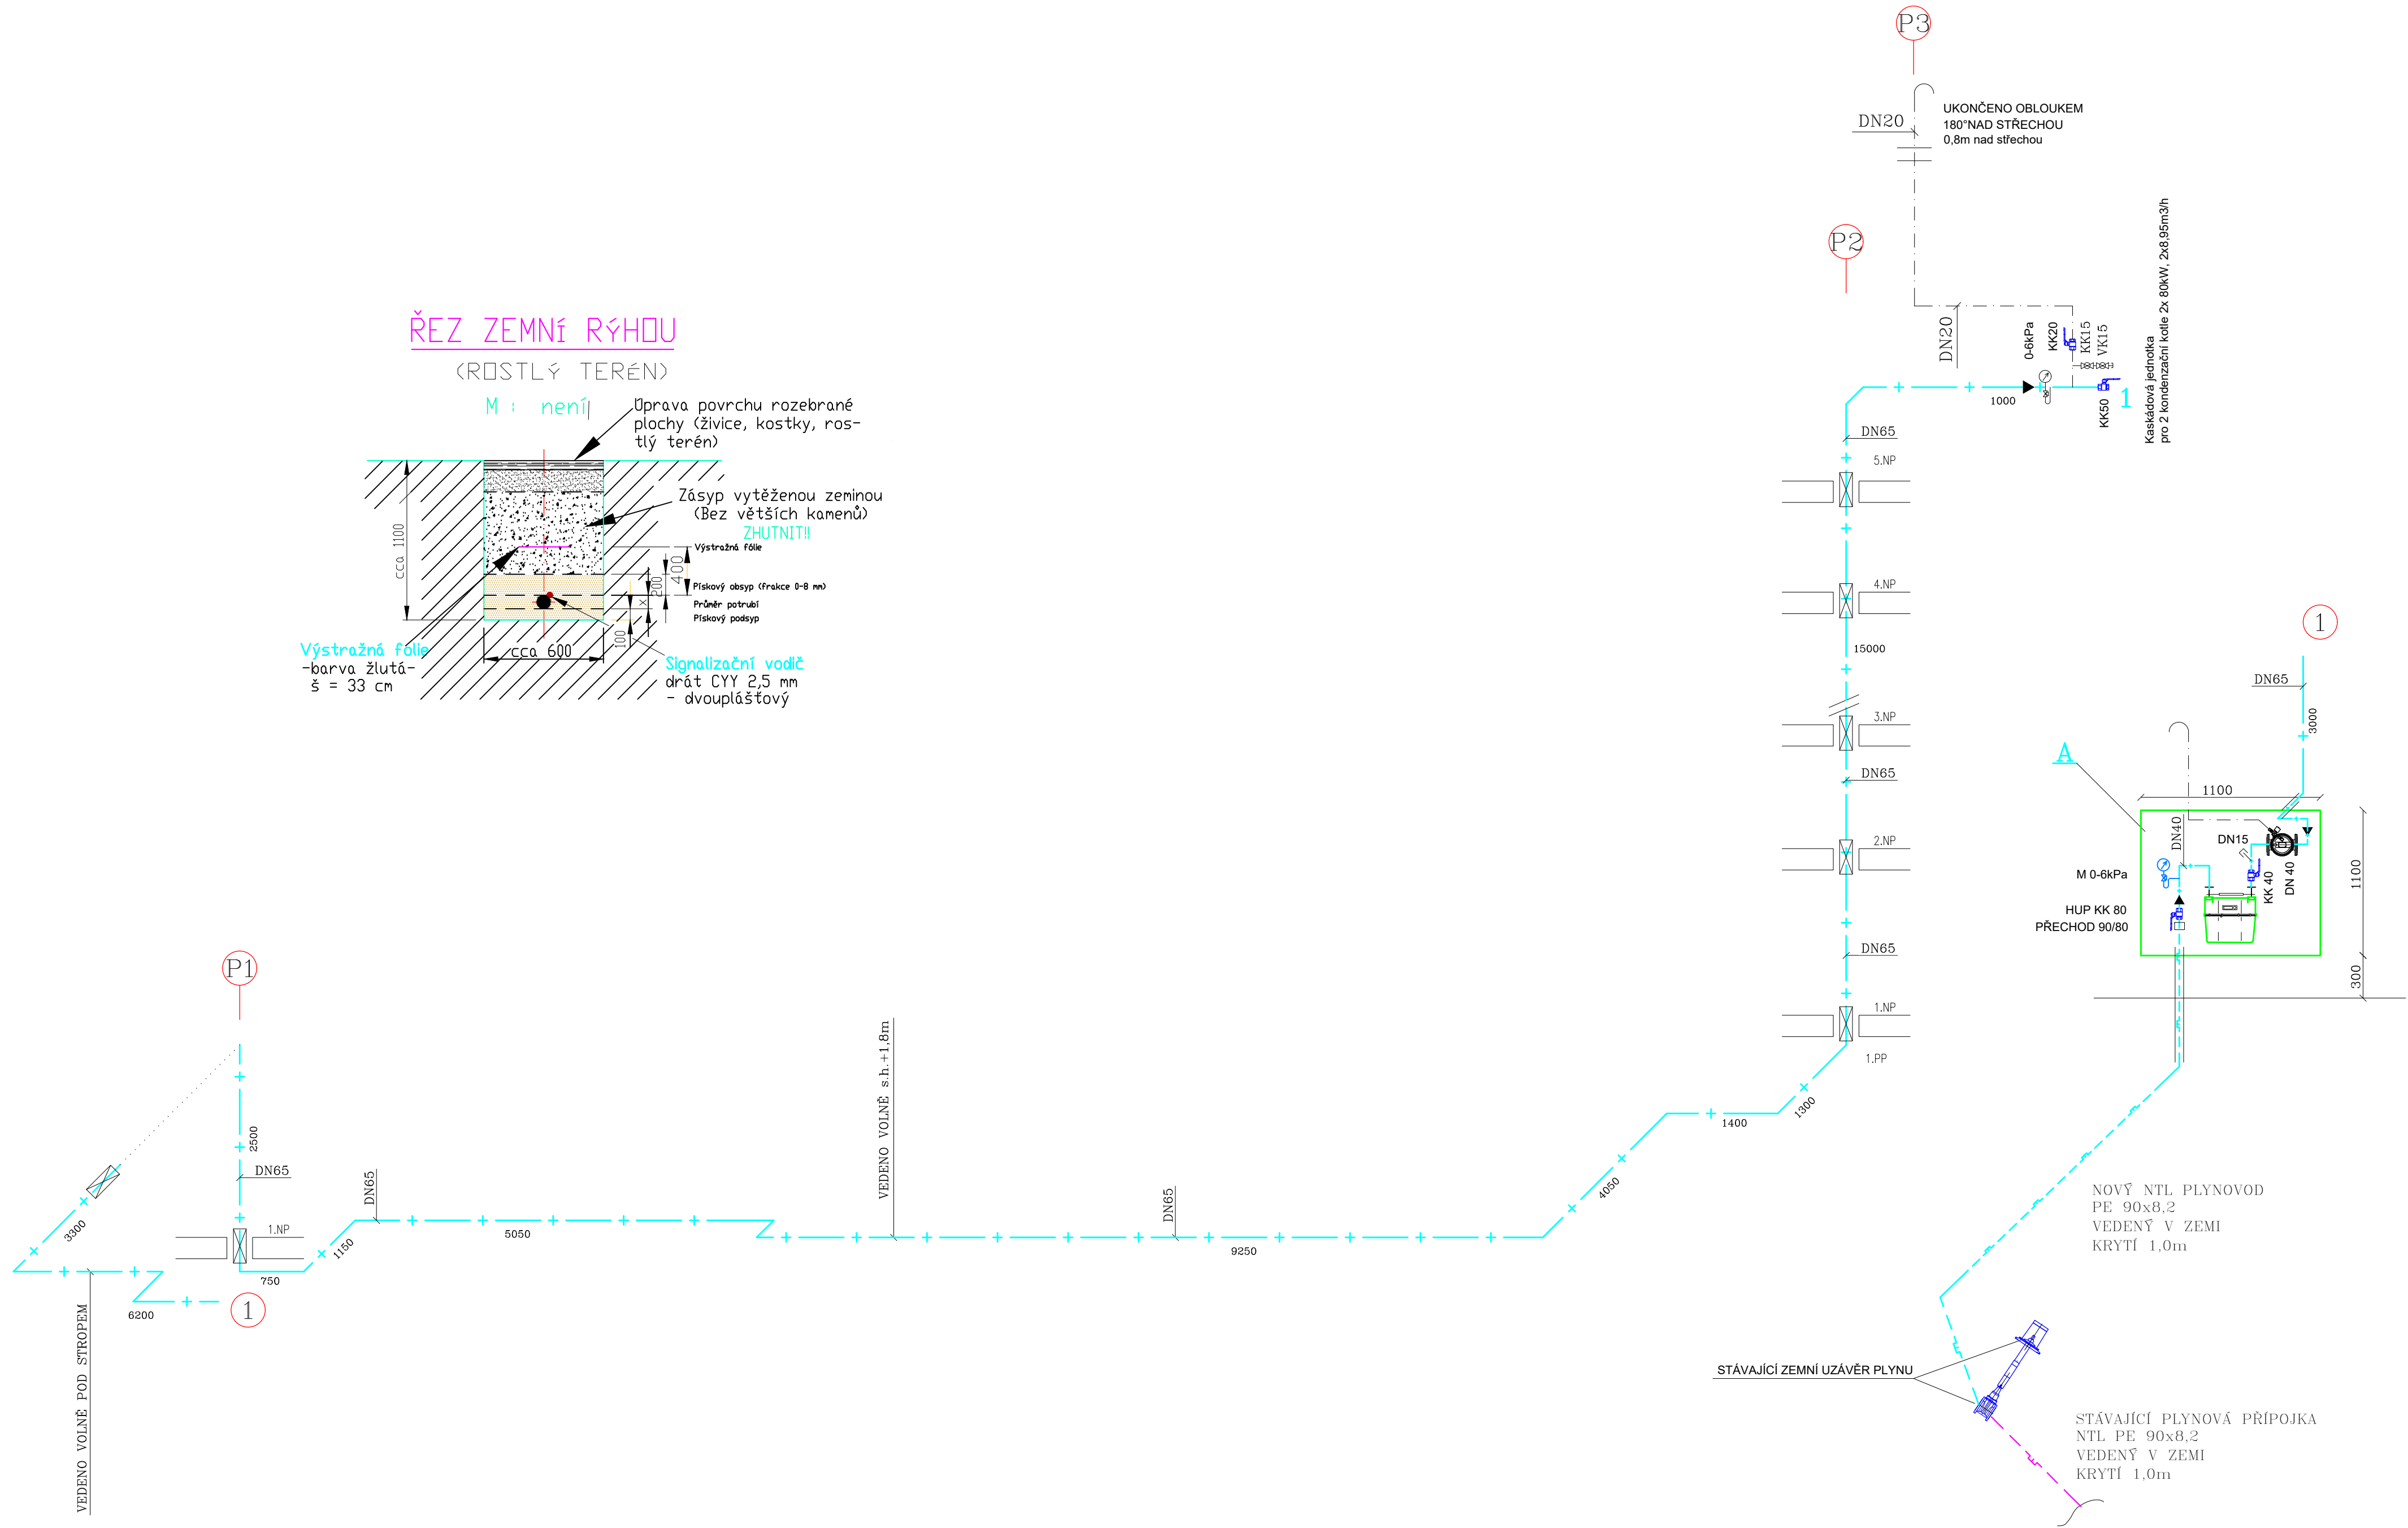 P3
UKONČENO OBLOUKEM
180°NAD STŘECHOU
0,8m nad střechou
DN20
P2
DN20
0-6kPa
KK20
KK15
VK15
Kaskádová jednotka
pro 2 kondenzační kotle 2x 80kW, 2x8,95m3/h
1000
KK50
1
DN65
5.NP
4.NP
15000
3.NP
DN65
2.NP
DN65
1.NP
1.PP
ŘEZ ZEMNÍ RÝHOU
(ROSTLÝ TERÉN)
M : není
Úprava povrchu rozebrané
plochy (živice, kostky, ros-
tlý terén)
Zásyp vytěženou zeminou
(Bez větších kamenů)
ZHUTNIT!!
Výstražná fólie
Pískový obsyp (frakce 0-8 mm)
Průměr potrubí
Pískový podsyp
cca 1100
400
200
x
100
cca 600
Výstražná fólie
-barva žlutá-
š = 33 cm
Signalizační vodič
drát CYY 2,5 mm
- dvouplášťový
1
DN65
3000
A
1100
DN40
DN15
M 0-6kPa
KK 40
DN 40
HUP KK 80
PŘECHOD 90/80
1100
300
P1
2500
DN65
1.NP
3300
750
1150
DN65
5050
VEDENO VOLNĚ s.h.+1,8m
DN65
9250
4050
1400
1300
6200
1
VEDENO VOLNĚ POD STROPEM
NOVÝ NTL PLYNOVOD
PE 90x8,2
VEDENÝ V ZEMI
KRYTÍ 1,0m
STÁVAJÍCÍ ZEMNÍ UZÁVĚR PLYNU
STÁVAJÍCÍ PLYNOVÁ PŘÍPOJKA
NTL PE 90x8,2
VEDENÝ V ZEMI
KRYTÍ 1,0m